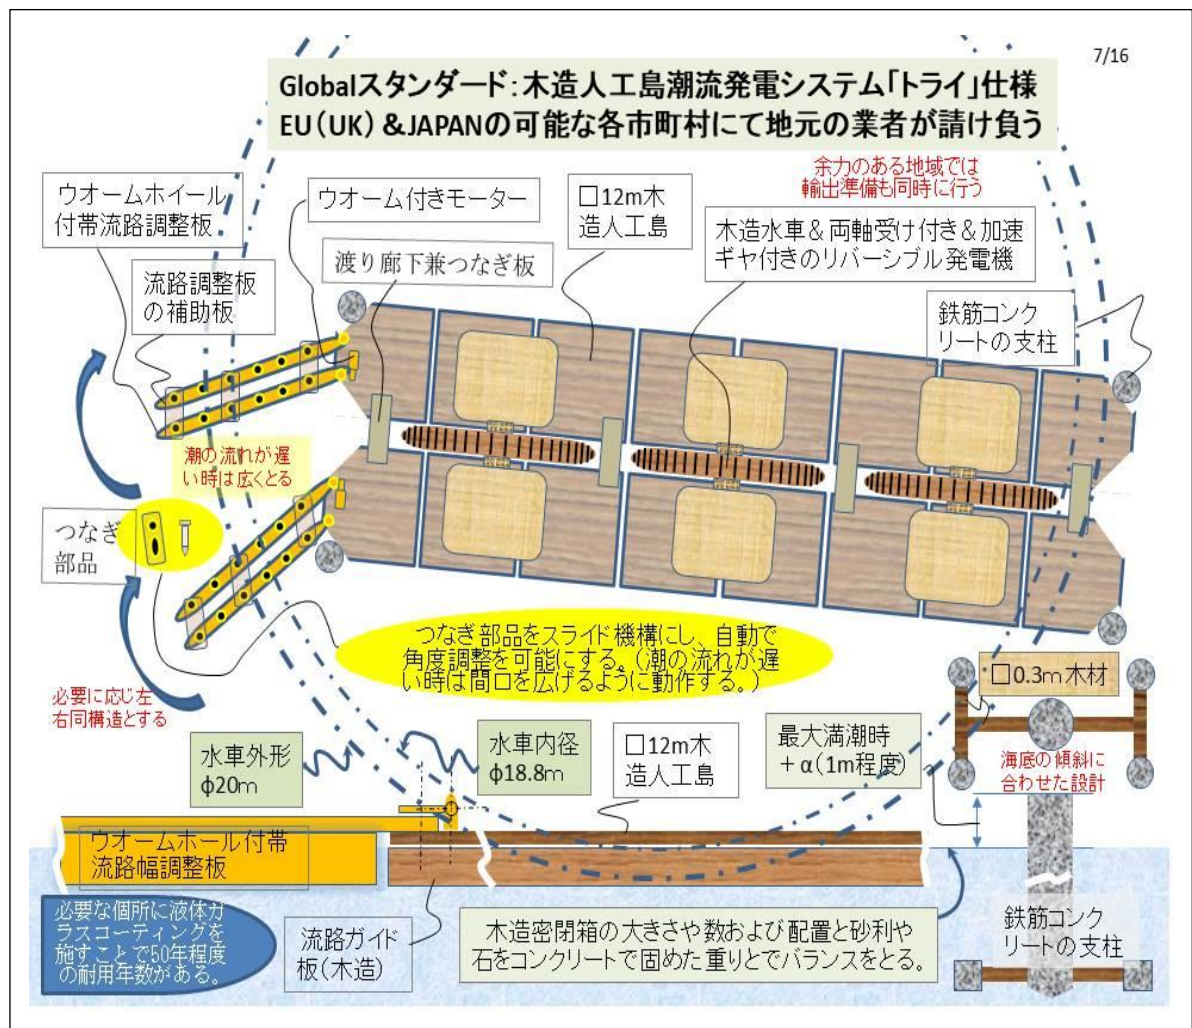 7/16
Globalスタンダード:木造人工島潮流発電システム「トライ」仕様
EU(UK)&JAPANの可能な各市町村にて地元の業者が請け負う
余力のある地域では
輸出準備も同時に行う
ウオームホイール
付帯流路調整板
ウオーム付きモーター
□12m木
造人工島
木造水車&両軸受け付き&加速
ギヤ付きのリバーシブル発電機
流路調整板
の補助板
渡り廊下兼つなぎ板
鉄筋コンク
リートの支柱
潮の流れが遅
い時は広くとる
つなぎ
部品
つなぎ部品をスライド機構にし、自動で
角度調整を可能にする。(潮の流れが遅
い時は間口を広げるように動作する。)
必要に応じ左
右同構造とする
□0.3m木材
水車外形
φ20m
水車内径
φ18.8m
□12m木
造人工島
最大満潮時
+α(1m程度)
海底の傾斜に
合わせた設計
ウオームホール付帯
流路幅調整板
必要な個所に液体ガ
ラスコーティングを
施すことで50年程度
の耐用年数がある。
流路ガイド
板(木造)
木造密閉箱の大きさや数および配置と砂利や
石をコンクリートで固めた重りとでバランスをとる。
鉄筋コンク
リートの支柱